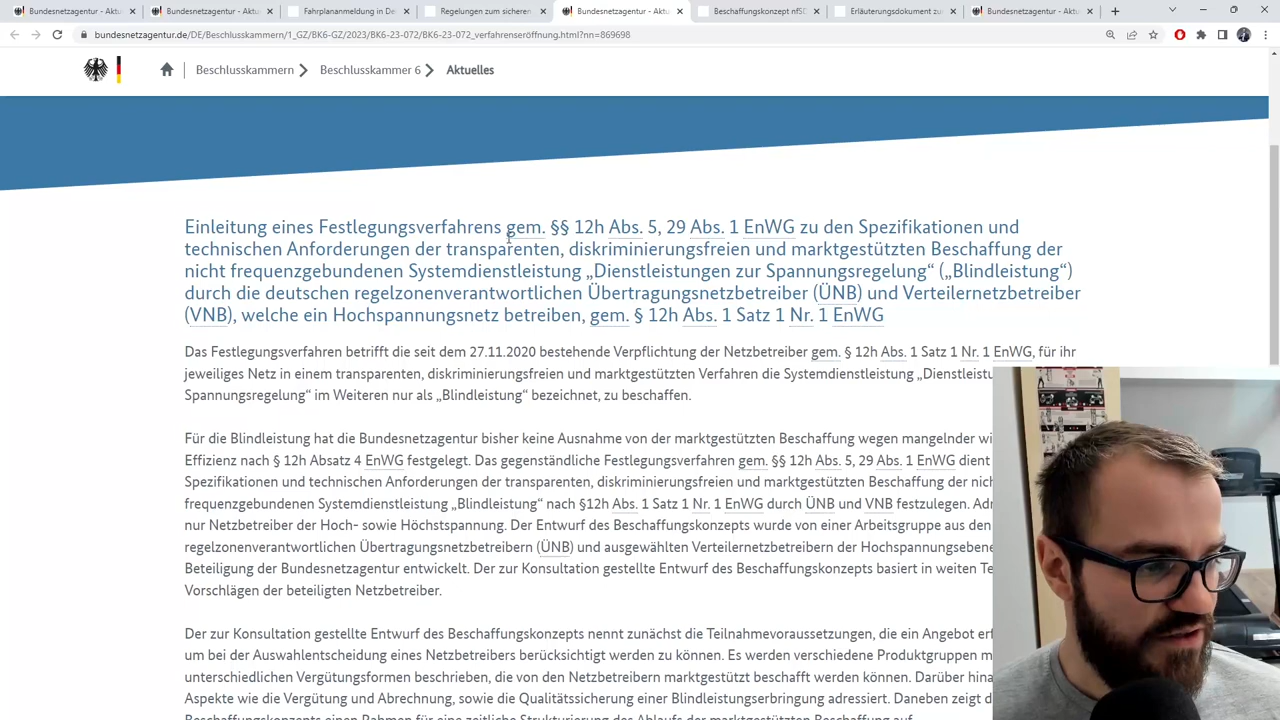 Bundesnetzagentur - Aktu
Bundesnetzagentur - Aktu
Fahrplananmeldung in De
Regelungen zum sicheren
Bundesnetzagentur - Aktu
Beschaffungskonzept nfSD
Erläuterungsdokument zu
Bundesnetzagentur - Aktu
bundesnetzagentur.de/DE/Beschlusskammern/1_GZ/BK6-GZ/2023/BK6-23-072/BK6-23-072_verfahrenseröffnung.html?nn=869698
Beschlusskammern Beschlusskammer 6 Aktuelles
Einleitung eines Festlegungsverfahrens gem. §§ 12h Abs. 5, 29 Abs. 1 EnWG zu den Spezifikationen und
technischen Anforderungen der transparenten, diskriminierungsfreien und marktgestützten Beschaffung der
nicht frequenzgebundenen Systemdienstleistung „Dienstleistungen zur Spannungsregelung“ („Blindleistung“)
durch die deutschen regelzonenverantwortlichen Übertragungsnetzbetreiber (ÜNB) und Verteilernetzbetreiber
(VNB), welche ein Hochspannungsnetz betreiben, gem. § 12h Abs. 1 Satz 1 Nr. 1 EnWG
Das Festlegungsverfahren betrifft die seit dem 27.11.2020 bestehende Verpflichtung der Netzbetreiber gem. § 12h Abs. 1 Satz 1 Nr. 1 EnWG, für ihr
jeweiliges Netz in einem transparenten, diskriminierungsfreien und marktgestützten Verfahren die Systemdienstleistung „Dienstleistu
Spannungsregelung“ im Weiteren nur als „Blindleistung“ bezeichnet, zu beschaffen.
Für die Blindleistung hat die Bundesnetzagentur bisher keine Ausnahme von der marktgestützten Beschaffung wegen mangelnder wi
Effizienz nach § 12h Absatz 4 EnWG festgelegt. Das gegenständliche Festlegungsverfahren gem. §§ 12h Abs. 5, 29 Abs. 1 EnWG dient
Spezifikationen und technischen Anforderungen der transparenten, diskriminierungsfreien und marktgestützten Beschaffung der nich
frequenzgebundenen Systemdienstleistung „Blindleistung“ nach §12h Abs. 1 Satz 1 Nr. 1 EnWG durch ÜNB und VNB festzulegen. Adr
nur Netzbetreiber der Hoch- sowie Höchstspannung. Der Entwurf des Beschaffungskonzepts wurde von einer Arbeitsgruppe aus den
regelzonenverantwortlichen Übertragungsnetzbetreibern (ÜNB) und ausgewählten Verteilernetzbetreibern der Hochspannungsebene
Beteiligung der Bundesnetzagentur entwickelt. Der zur Konsultation gestellte Entwurf des Beschaffungskonzepts basiert in weiten Te
Vorschlägen der beteiligten Netzbetreiber.
Der zur Konsultation gestellte Entwurf des Beschaffungskonzepts nennt zunächst die Teilnahmevoraussetzungen, die ein Angebot erf
um bei der Auswahlentscheidung eines Netzbetreibers berücksichtigt werden zu können. Es werden verschiedene Produktgruppen m
unterschiedlichen Vergütungsformen beschrieben, die von den Netzbetreibern marktgestützt beschafft werden können. Darüber hina
Aspekte wie die Vergütung und Abrechnung, sowie die Qualitätssicherung einer Blindleistungserbringung adressiert. Daneben zeigt d
Beschaffungskonzepts einen Rahmen für eine zeitliche Strukturierung des Ablaufs der marktgestützten Beschaffung auf.